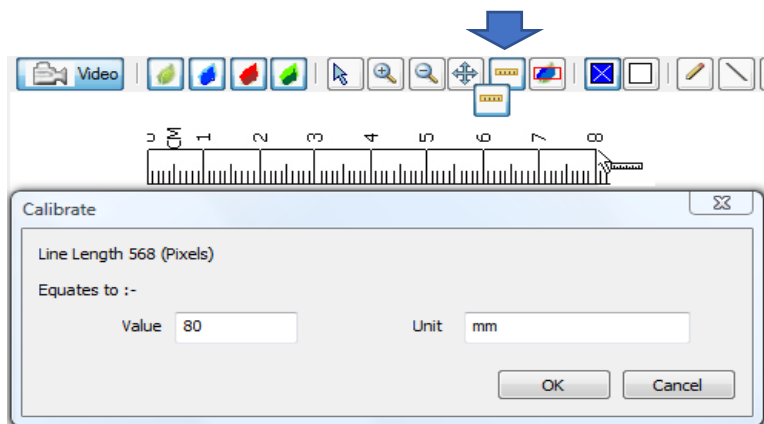 Video
0 CM 1 2 3 4 5 6 7 8
Calibrate
Line Length 568 (Pixels)
Equates to :-
Value 80 Unit mm
OK Cancel